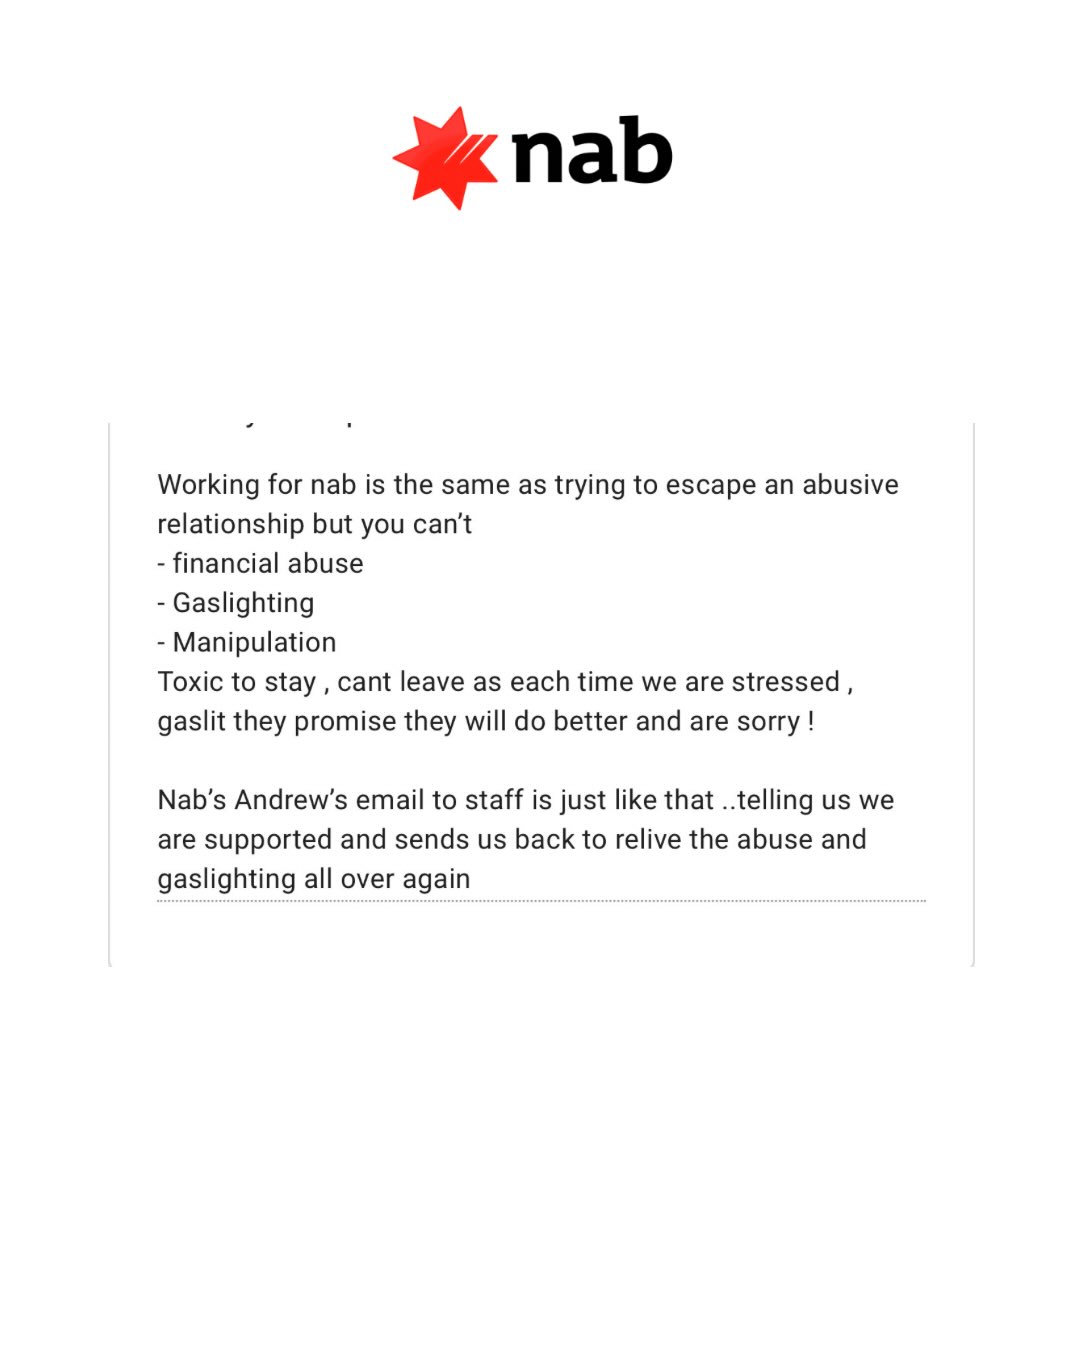 nab
Working for nab is the same as trying to escape an abusive
relationship but you can’t
- financial abuse
- Gaslighting
- Manipulation
Toxic to stay , cant leave as each time we are stressed ,
gaslit they promise they will do better and are sorry !
Nab’s Andrew’s email to staff is just like that ..telling us we
are supported and sends us back to relive the abuse and
gaslighting all over again